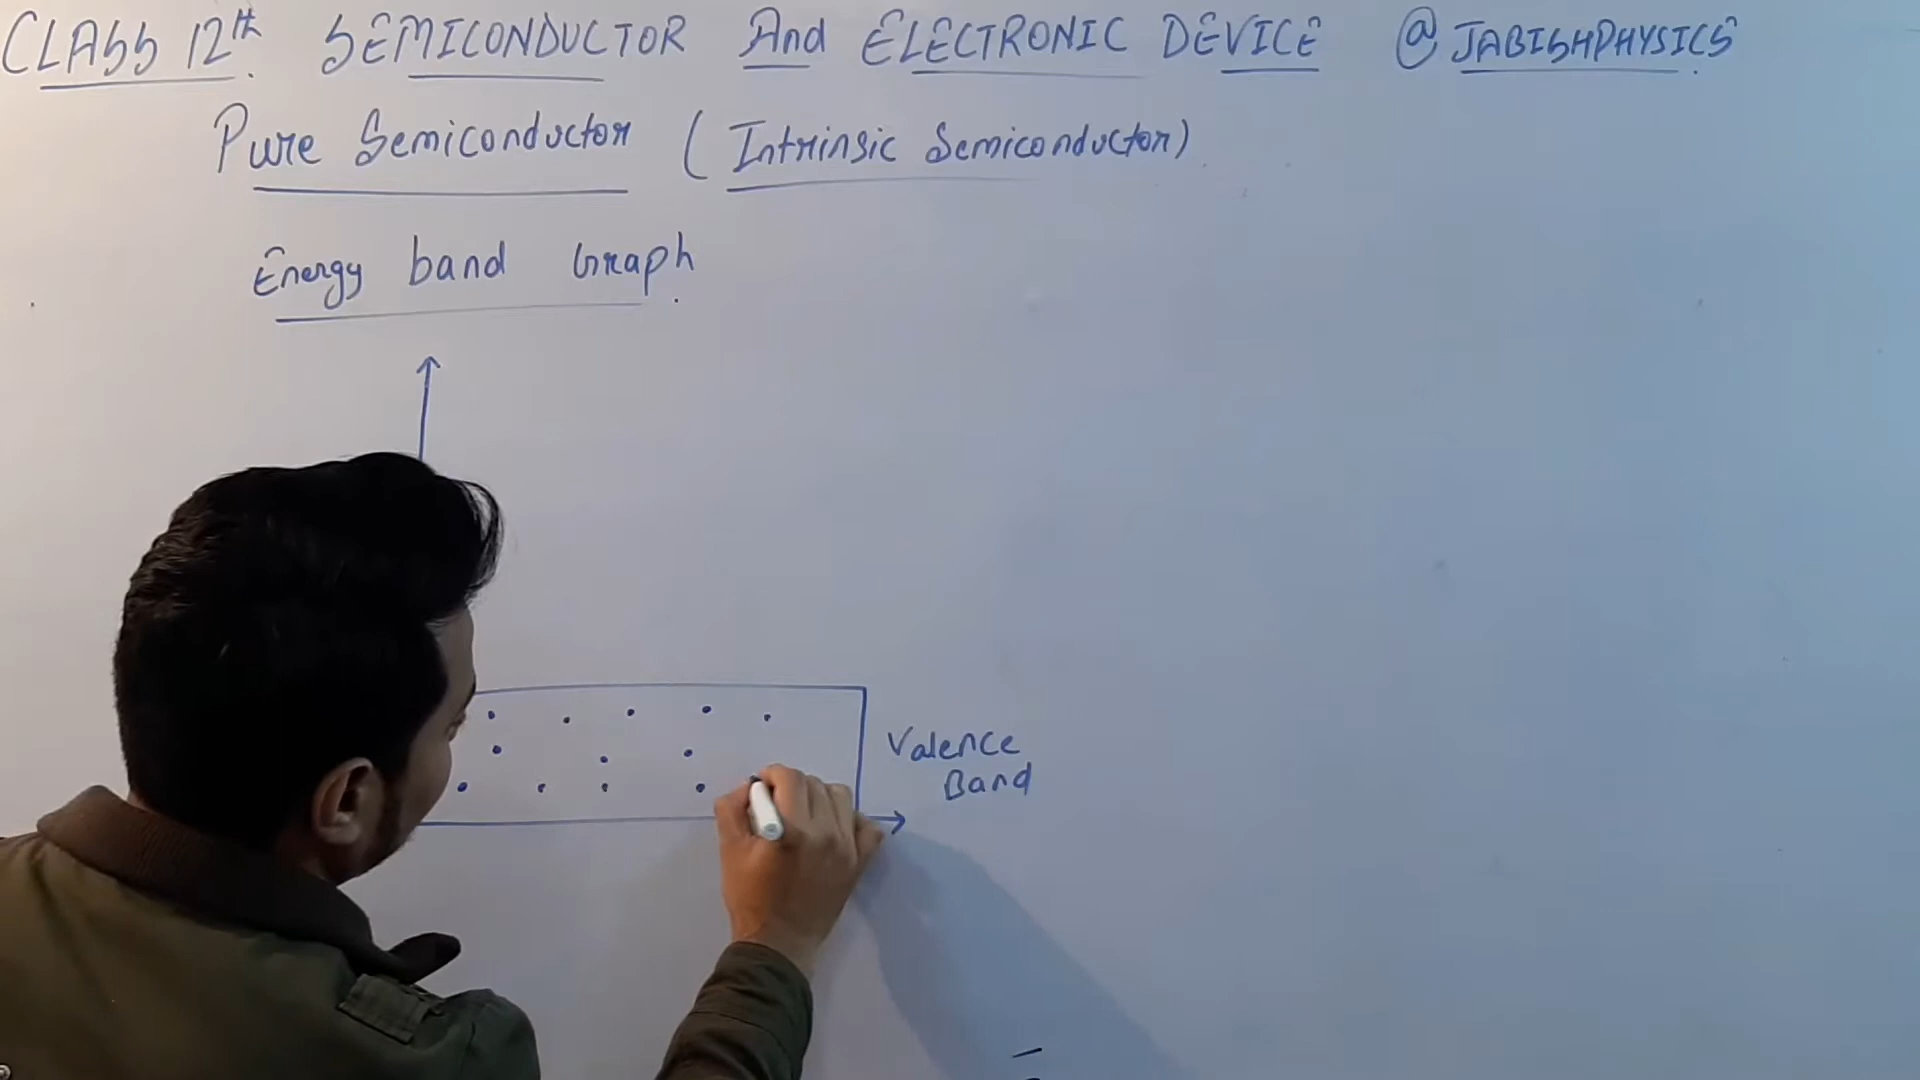 CLASS 12th SEMICONDUCTOR And ELECTRONIC DEVICE @JABISHPHYSICS
Pure Semiconductor (Intrinsic Semiconductor)
Energy band Graph
Valence
Band